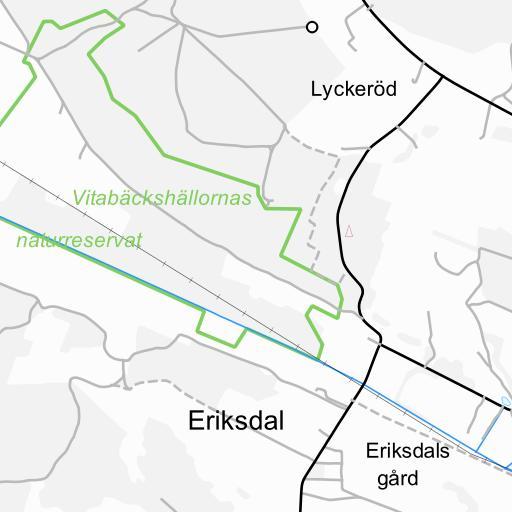 Lyckeröd
Vitabäckshällornas
naturreservat
Eriksdal
Eriksdals
gård